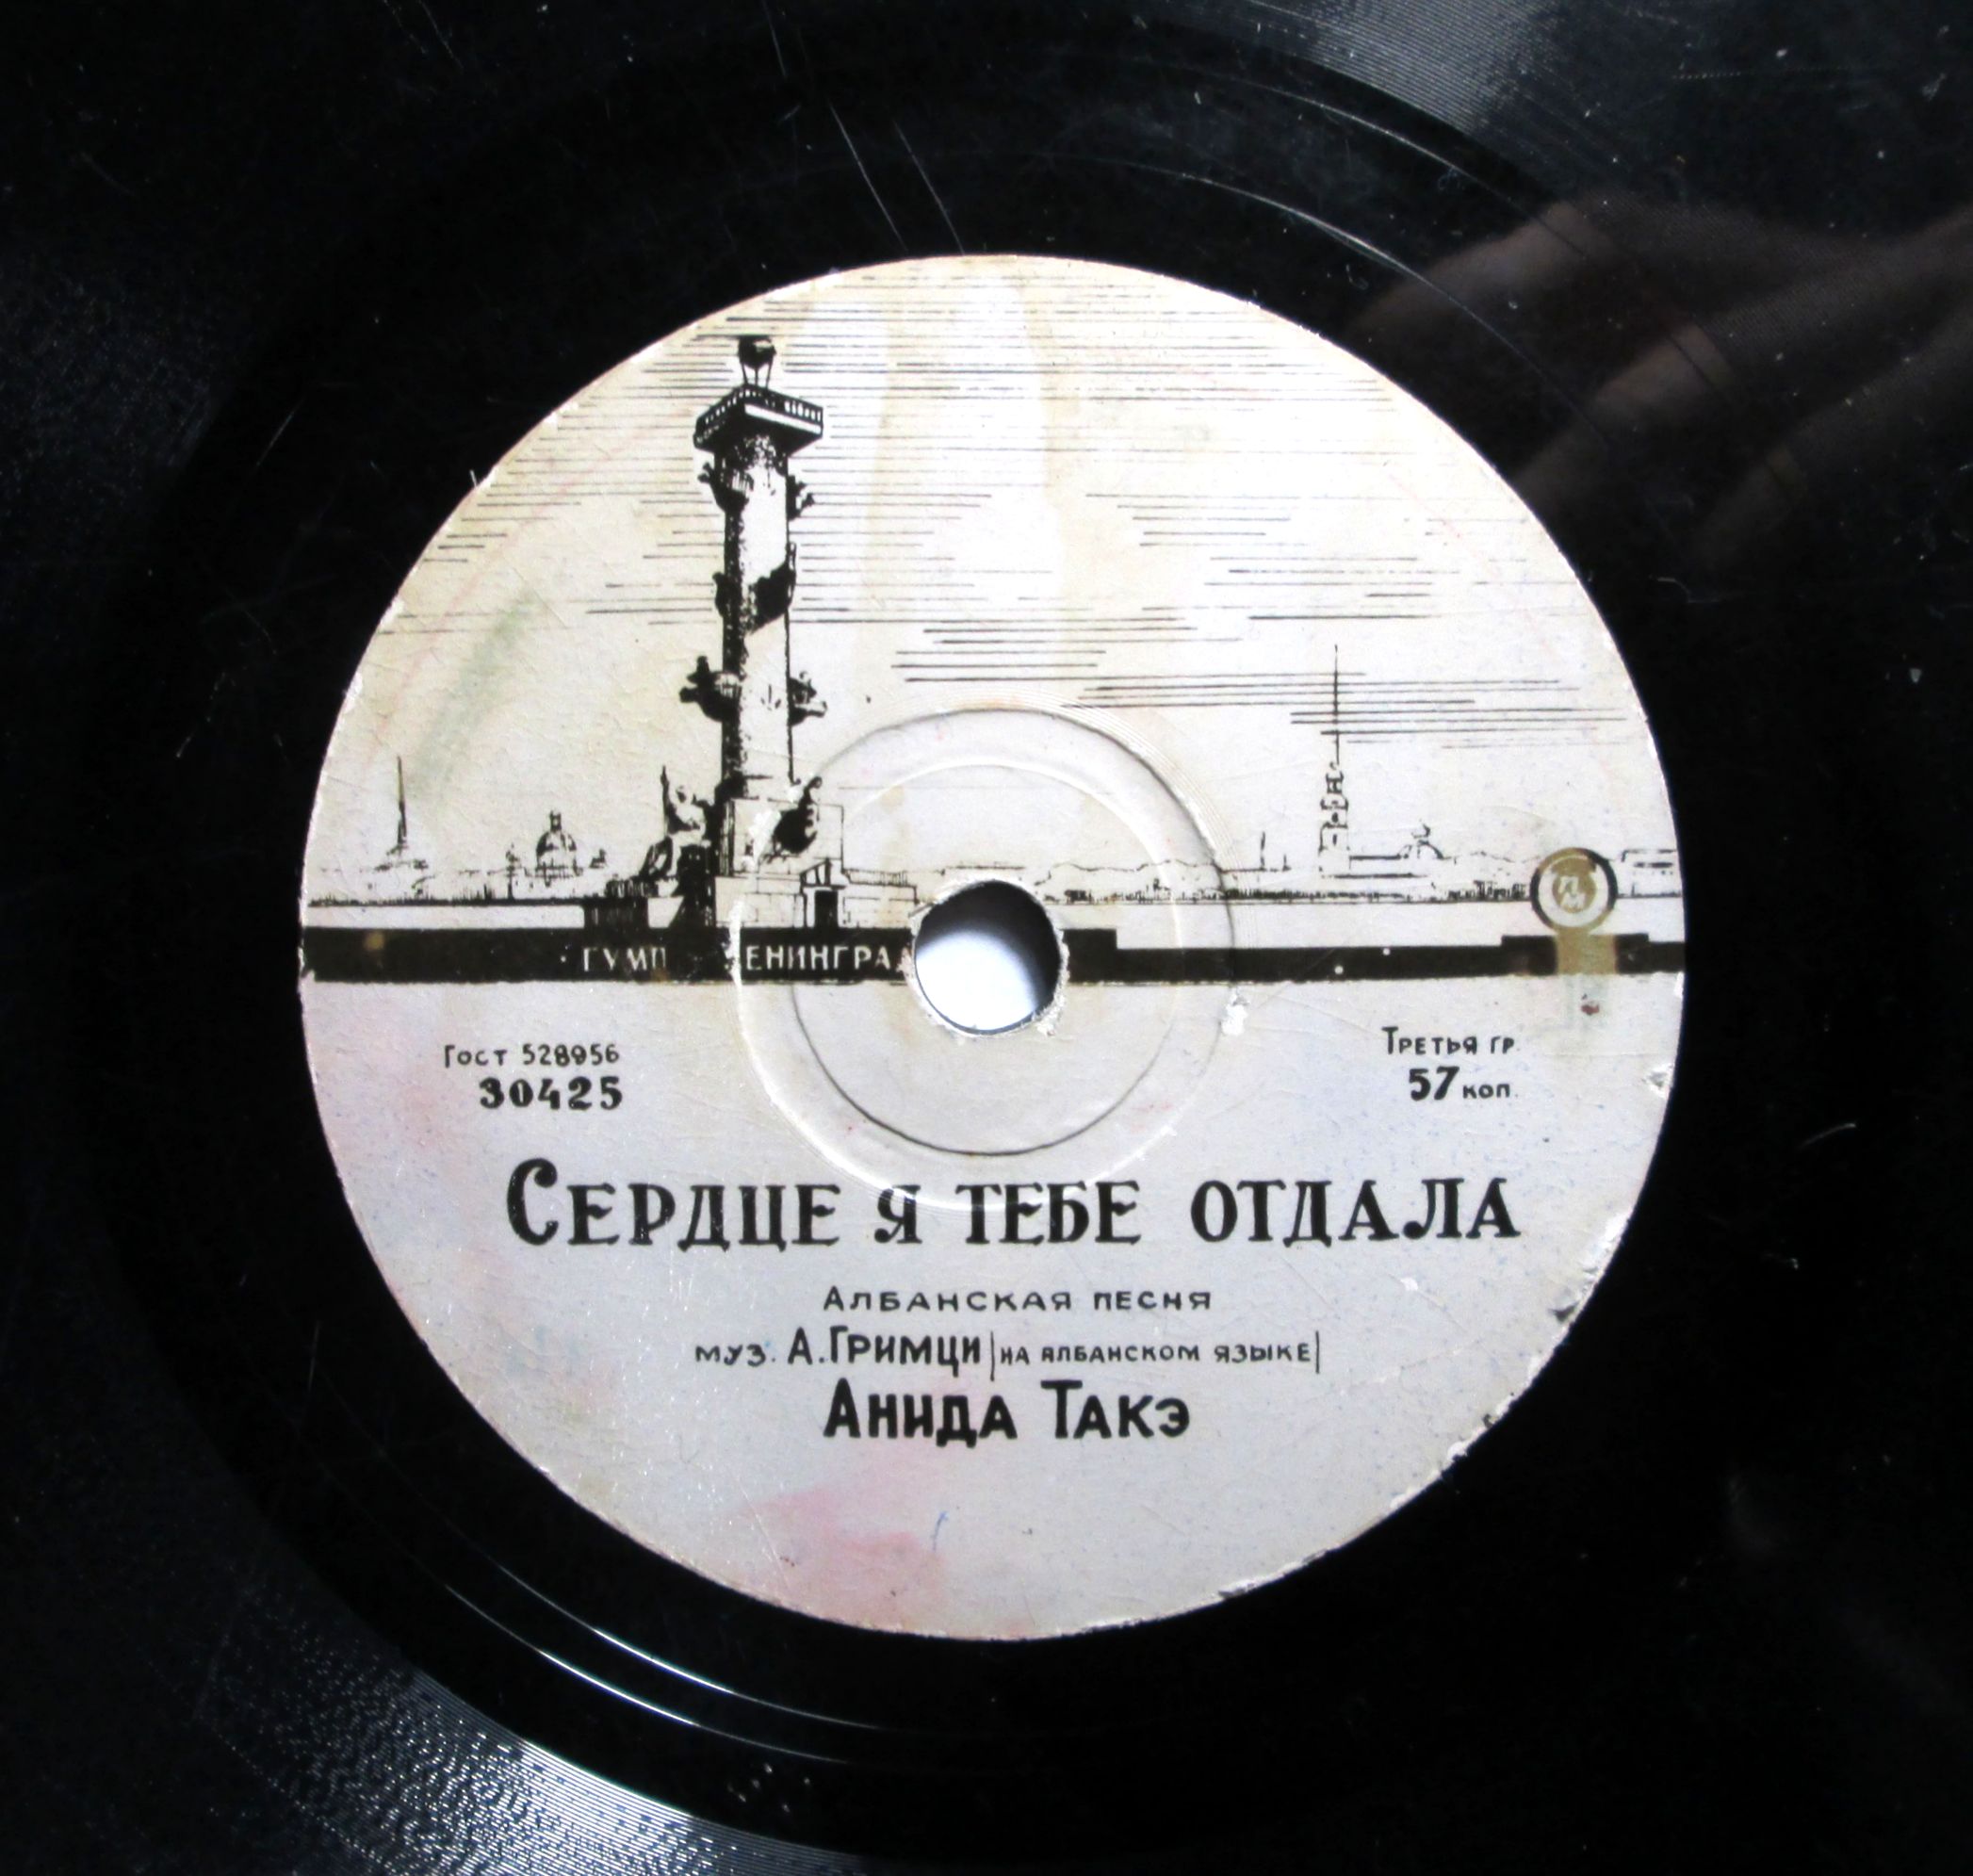 · ГУМП ЕНИНГРА
ГОСТ 528956
30425
ТРЕТЬЯ ГР.
57 коп.
СЕРДЦЕ Я ТЕБЕ ОТДАЛА
АЛБАНСКАЯ ПЕСНЯ
муз. А.ГРИМЦИ |на албанском языке|
АНИДА ТАКЭ